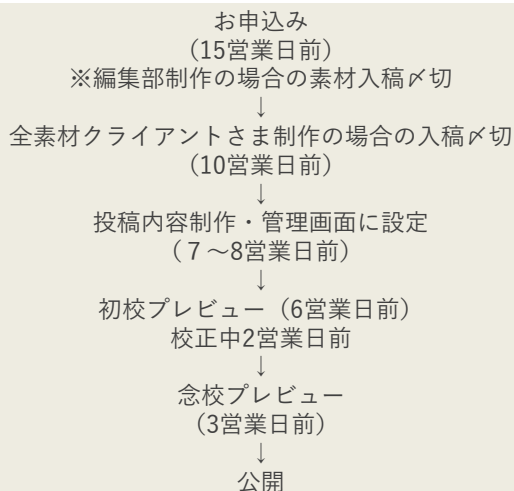 お申込み
(15営業日前)
※編集部制作の場合の素材入稿〆切
↓
全素材クライアントさま制作の場合の入稿〆切
(10営業日前)
↓
投稿内容制作・管理画面に設定
(７～8営業日前)
↓
初校プレビュー（6営業日前)
校正中2営業日前
↓
念校プレビュー
(3営業日前)
↓
公開